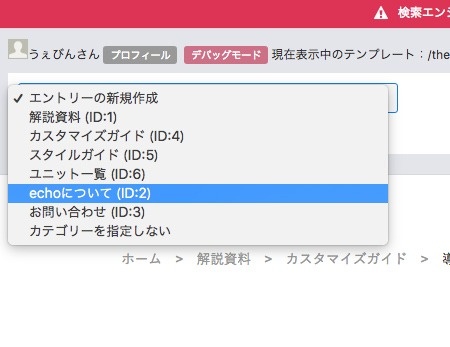 検索エン
うぇびんさん プロフィール デバッグモード 現在表示中のテンプレート：/the
✓ エントリーの新規作成
解説資料 (ID:1)
カスタマイズガイド (ID:4)
スタイルガイド (ID:5)
ユニット一覧 (ID:6)
echoについて (ID:2)
お問い合わせ (ID:3)
カテゴリーを指定しない
ホーム > 解説資料 > カスタマイズガイド > 導